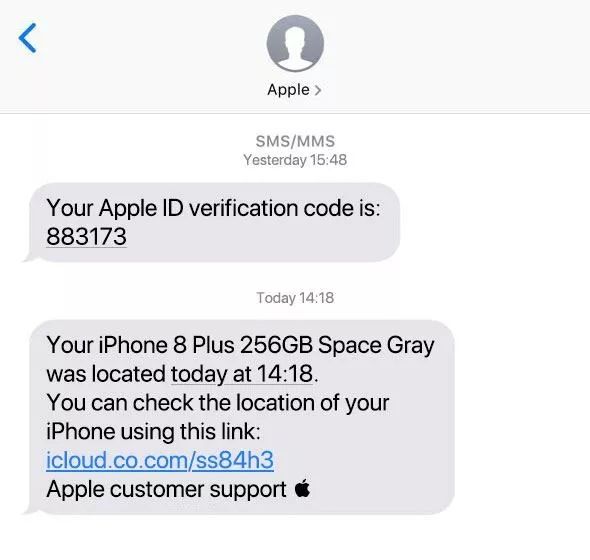 Apple >
SMS/MMS
Yesterday 15:48
Your Apple ID verification code is:
883173
Today 14:18
Your iPhone 8 Plus 256GB Space Gray
was located today at 14:18.
You can check the location of your
iPhone using this link:
icloud.co.com/ss84h3
Apple customer support